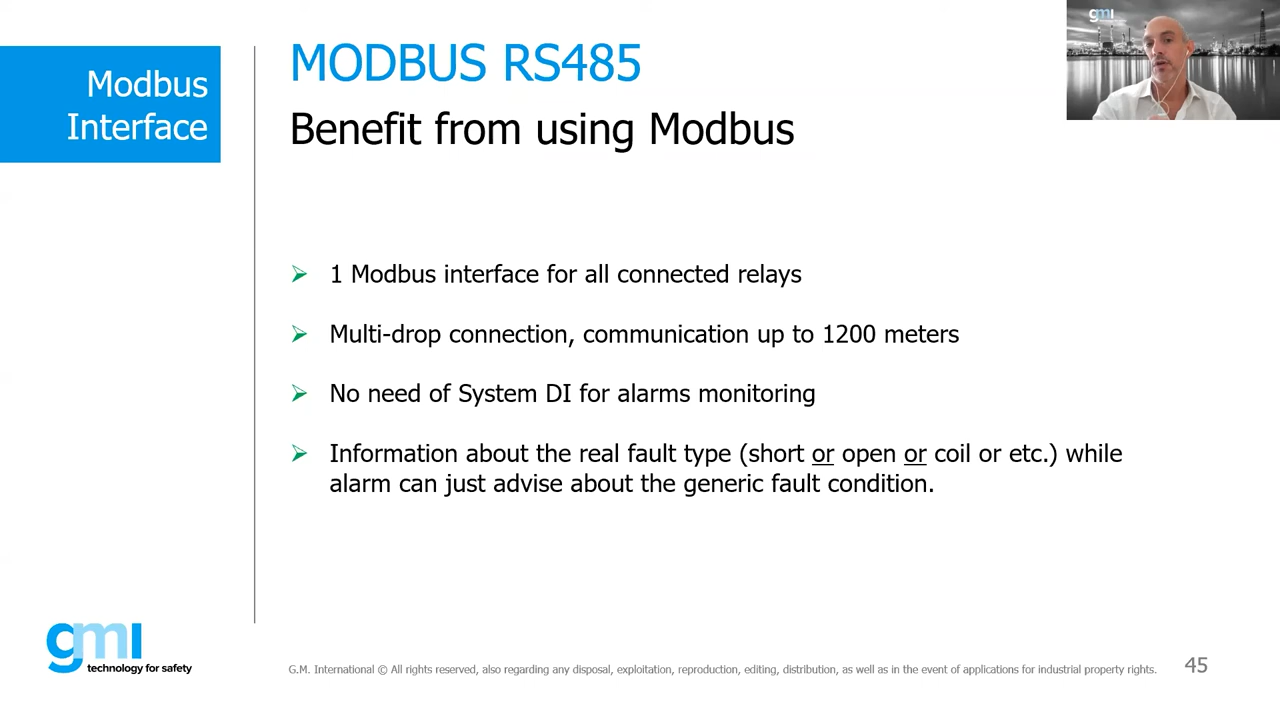 Modbus
Interface
MODBUS RS485
Benefit from using Modbus
gmi
1 Modbus interface for all connected relays
Multi-drop connection, communication up to 1200 meters
No need of System DI for alarms monitoring
Information about the real fault type (short or open or coil or etc.) while
alarm can just advise about the generic fault condition.
gmi
technology for safety
G.M. International © All rights reserved, also regarding any disposal, exploitation, reproduction, editing, distribution, as well as in the event of applications for industrial property rights.
45